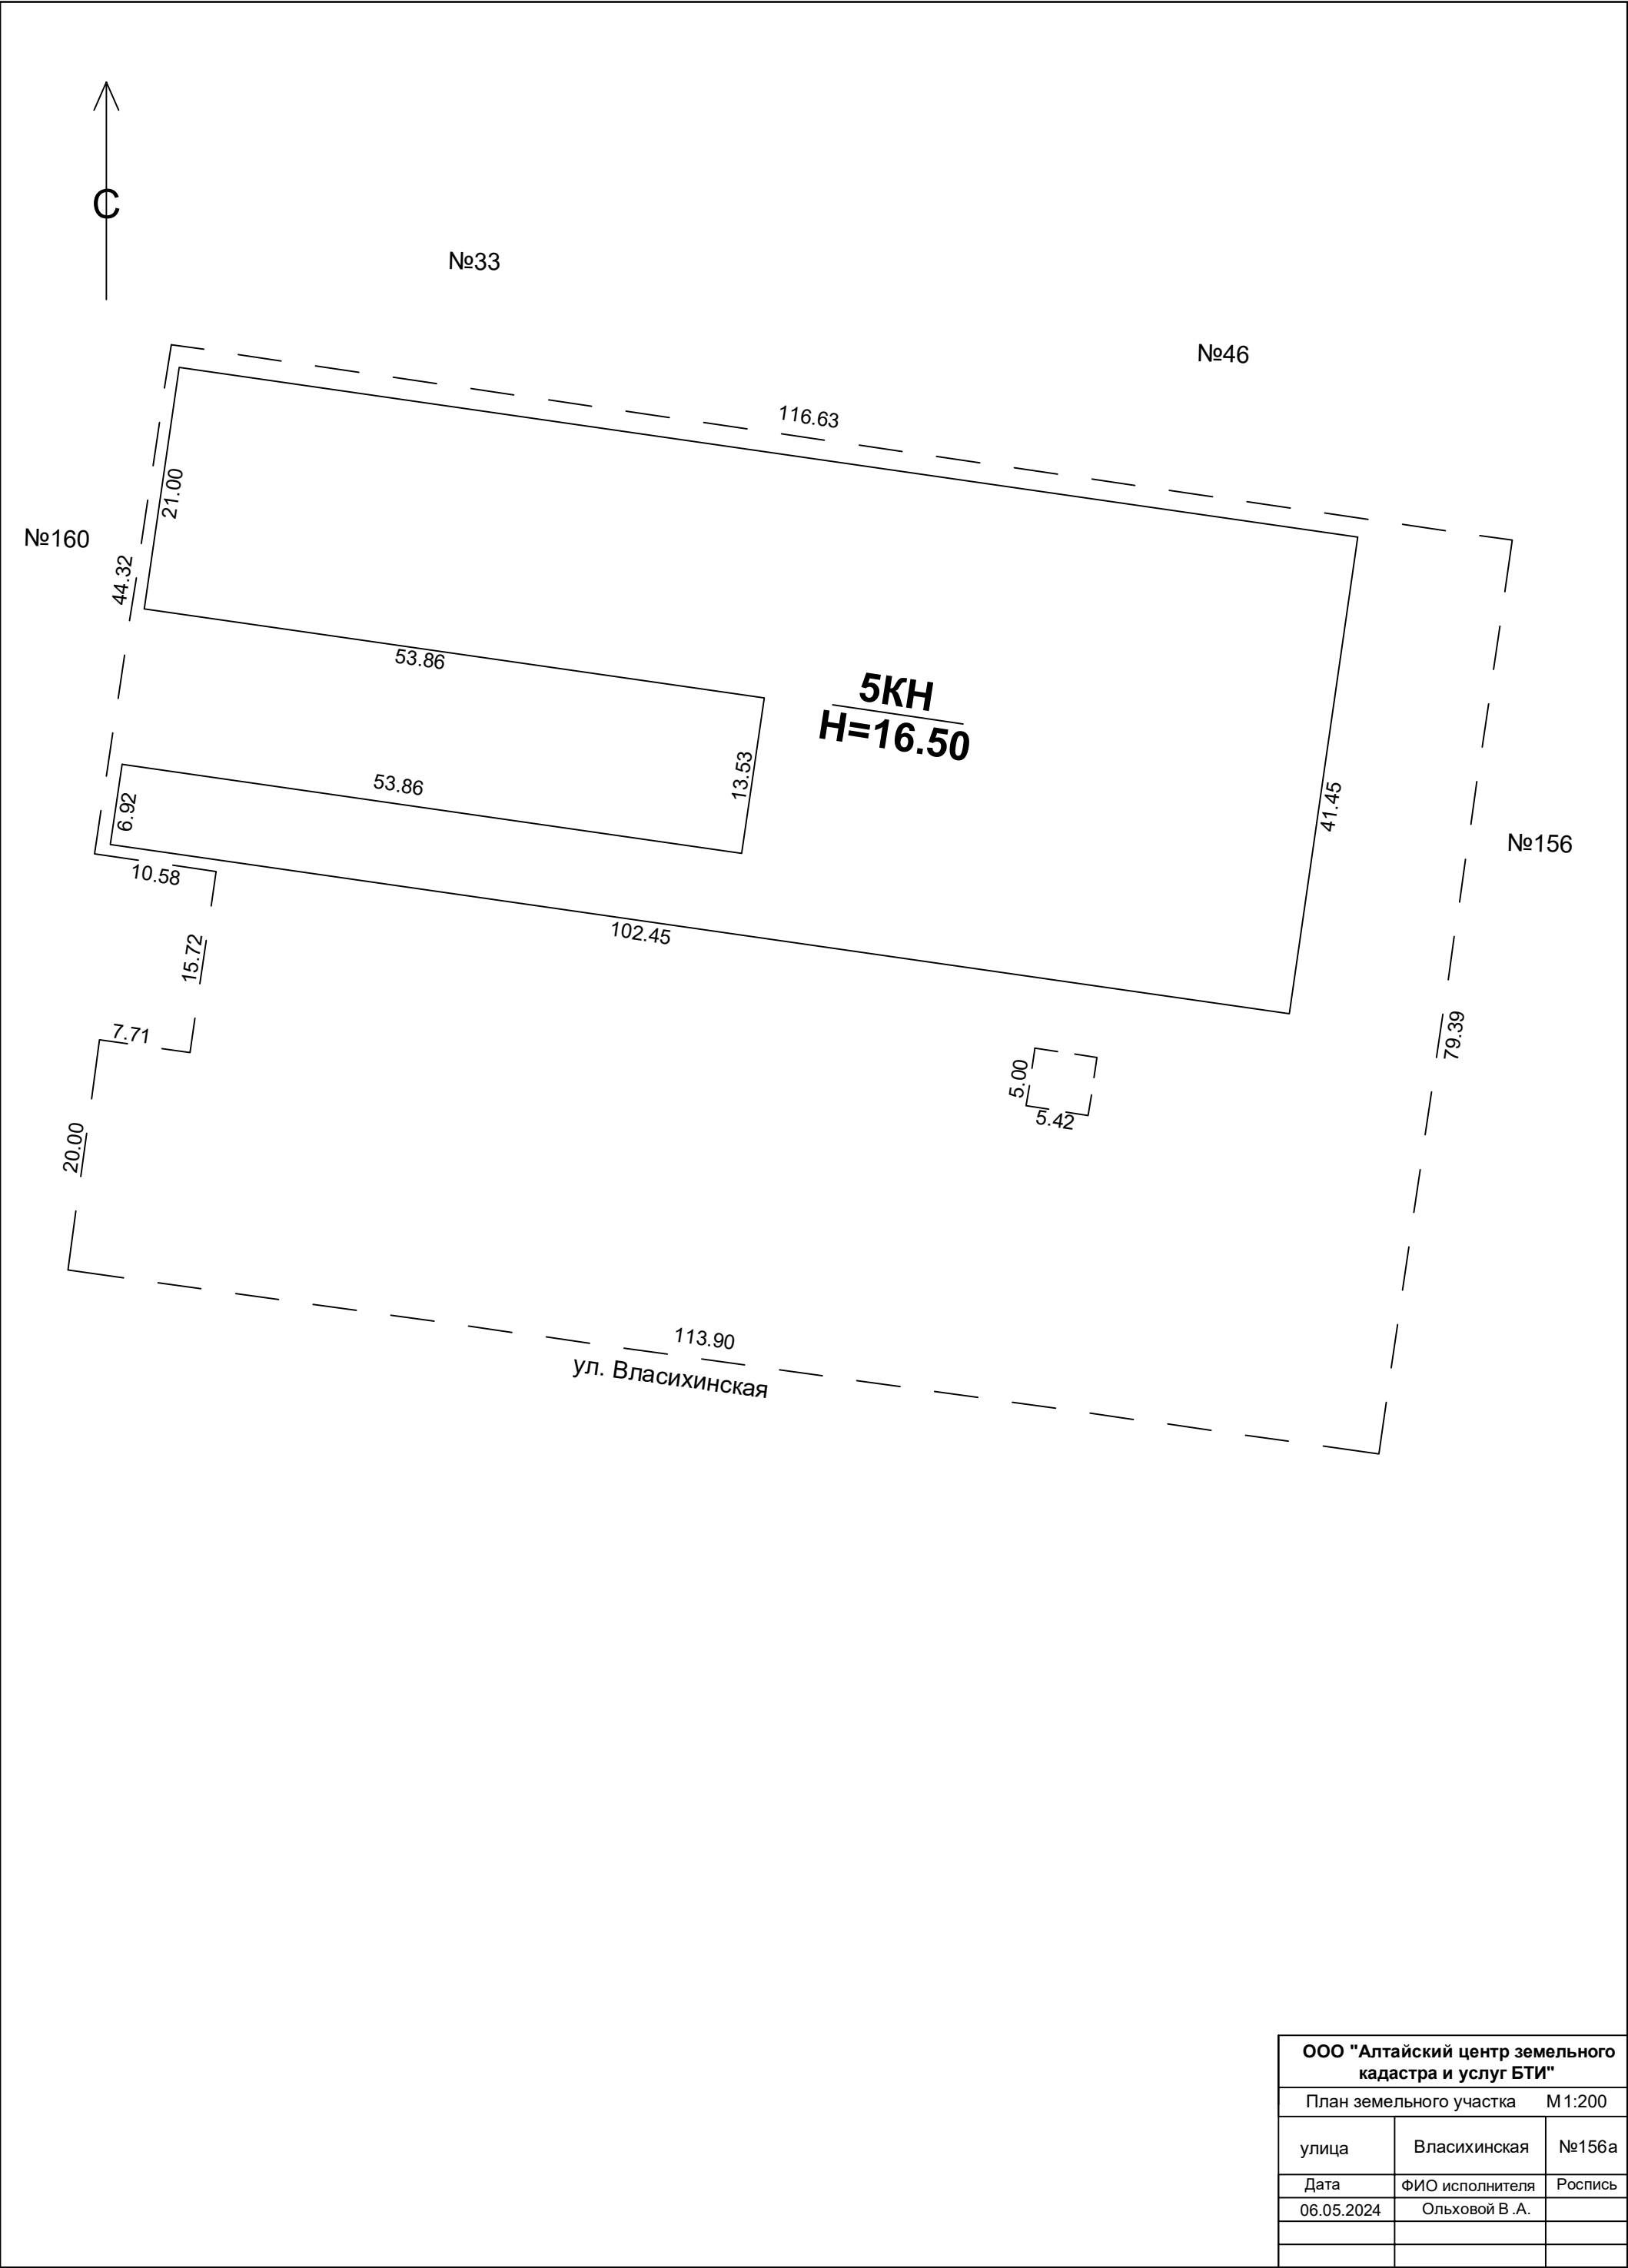 С
№33
№46
116.63
21.00
№160
44.32
53.86
5КН
Н=16.50
13.53
53.86
6.92
41.45
№156
10.58
102.45
15.72
7.71
79.39
5.00
5.42
20.00
113.90
ул. Власихинская
ООО "Алтайский центр земельного
кадастра и услуг БТИ"
План земельного участка М 1:200
улица Власихинская №156а
Дата ФИО исполнителя Роспись
06.05.2024 Ольховой В .А.